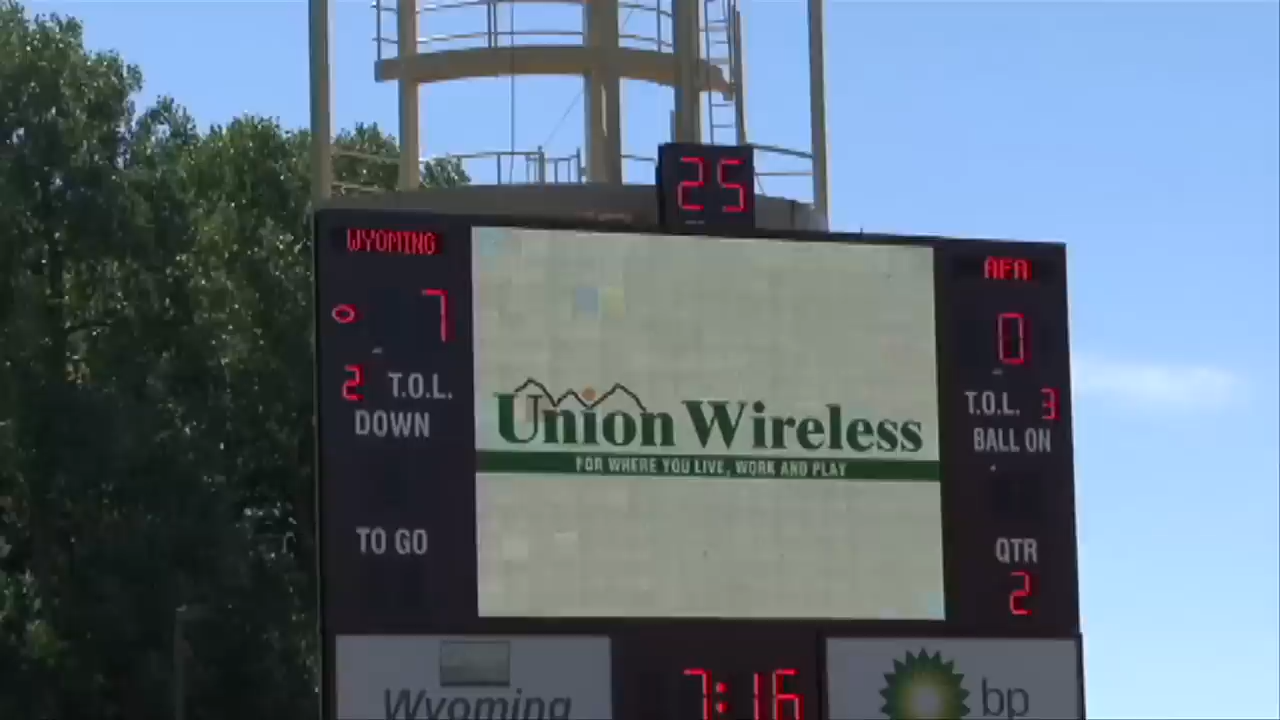 25
WYOMING
AFA
7
0
2 T.O.L.
T.O.L. 3
DOWN
BALL ON
Union Wireless
FOR WHERE YOU LIVE, WORK AND PLAY
TO GO
QTR
2
7:16
Wyoming
bp